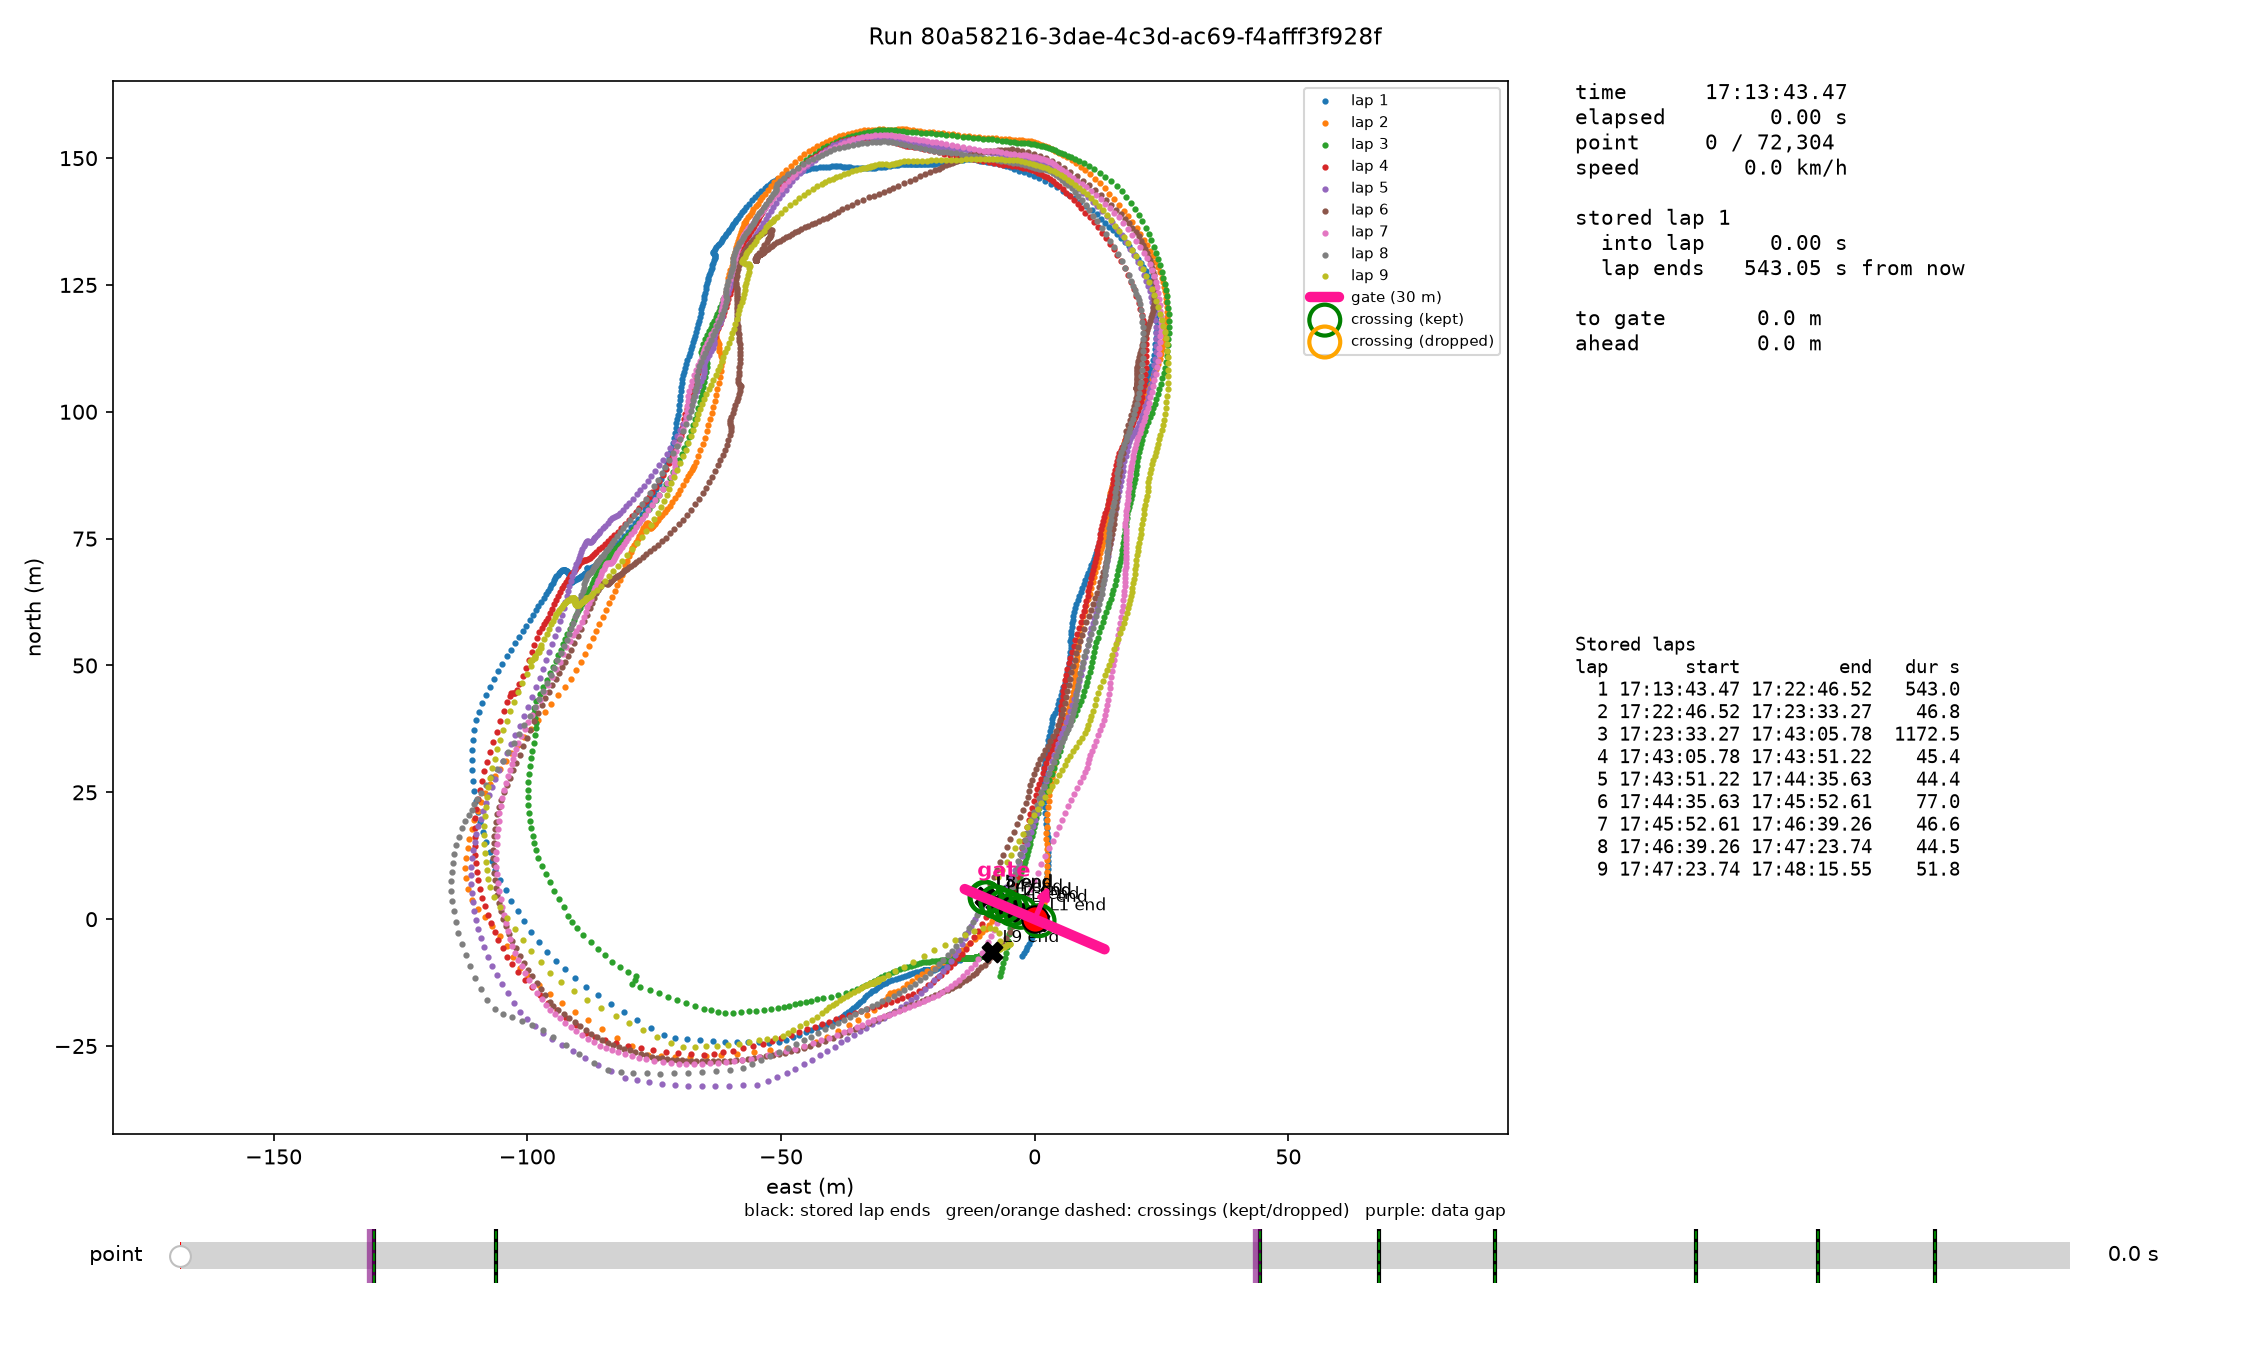 Run 80a58216-3dae-4c3d-ac69-f4afff3f928f
lap 1
lap 2
lap 3
lap 4
lap 5
lap 6
lap 7
lap 8
lap 9
gate (30 m)
crossing (kept)
crossing (dropped)
150
125
100
75
50
25
0
−25
north (m)
gate
L1 end
L9 end
−150
−100
−50
0
50
east (m)
time 17:13:43.47
elapsed 0.00 s
point 0 / 72,304
speed 0.0 km/h
stored lap 1
into lap 0.00 s
lap ends 543.05 s from now
to gate 0.0 m
ahead 0.0 m
Stored laps
lap start end dur s
1 17:13:43.47 17:22:46.52 543.0
2 17:22:46.52 17:23:33.27 46.8
3 17:23:33.27 17:43:05.78 1172.5
4 17:43:05.78 17:43:51.22 45.4
5 17:43:51.22 17:44:35.63 44.4
6 17:44:35.63 17:45:52.61 77.0
7 17:45:52.61 17:46:39.26 46.6
8 17:46:39.26 17:47:23.74 44.5
9 17:47:23.74 17:48:15.55 51.8
black: stored lap ends green/orange dashed: crossings (kept/dropped) purple: data gap
point
0.0 s